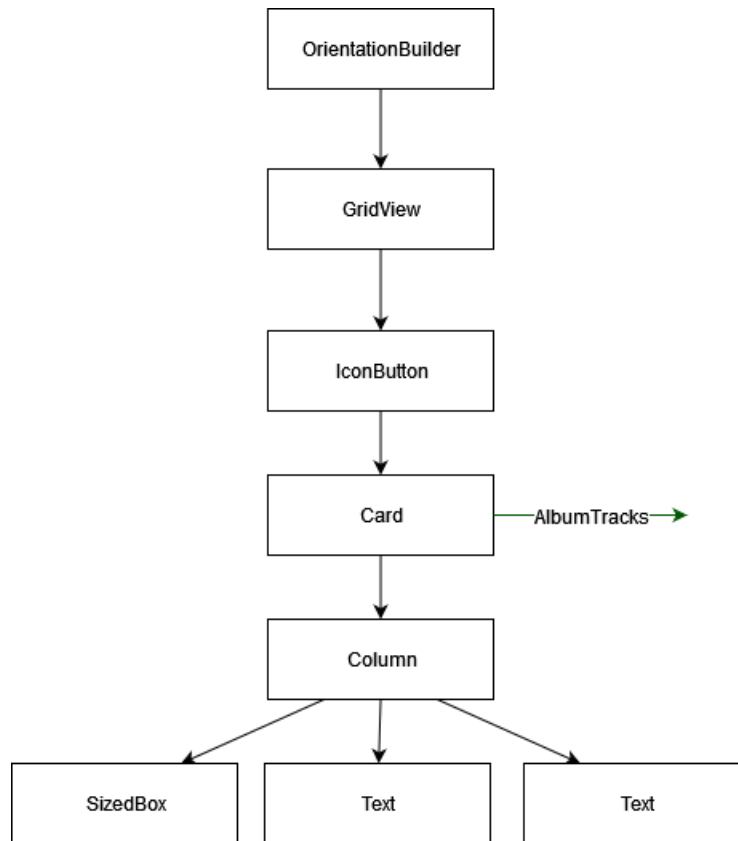 OrientationBuilder
GridView
IconButton
Card
AlbumTracks
Column
SizedBox
Text
Text